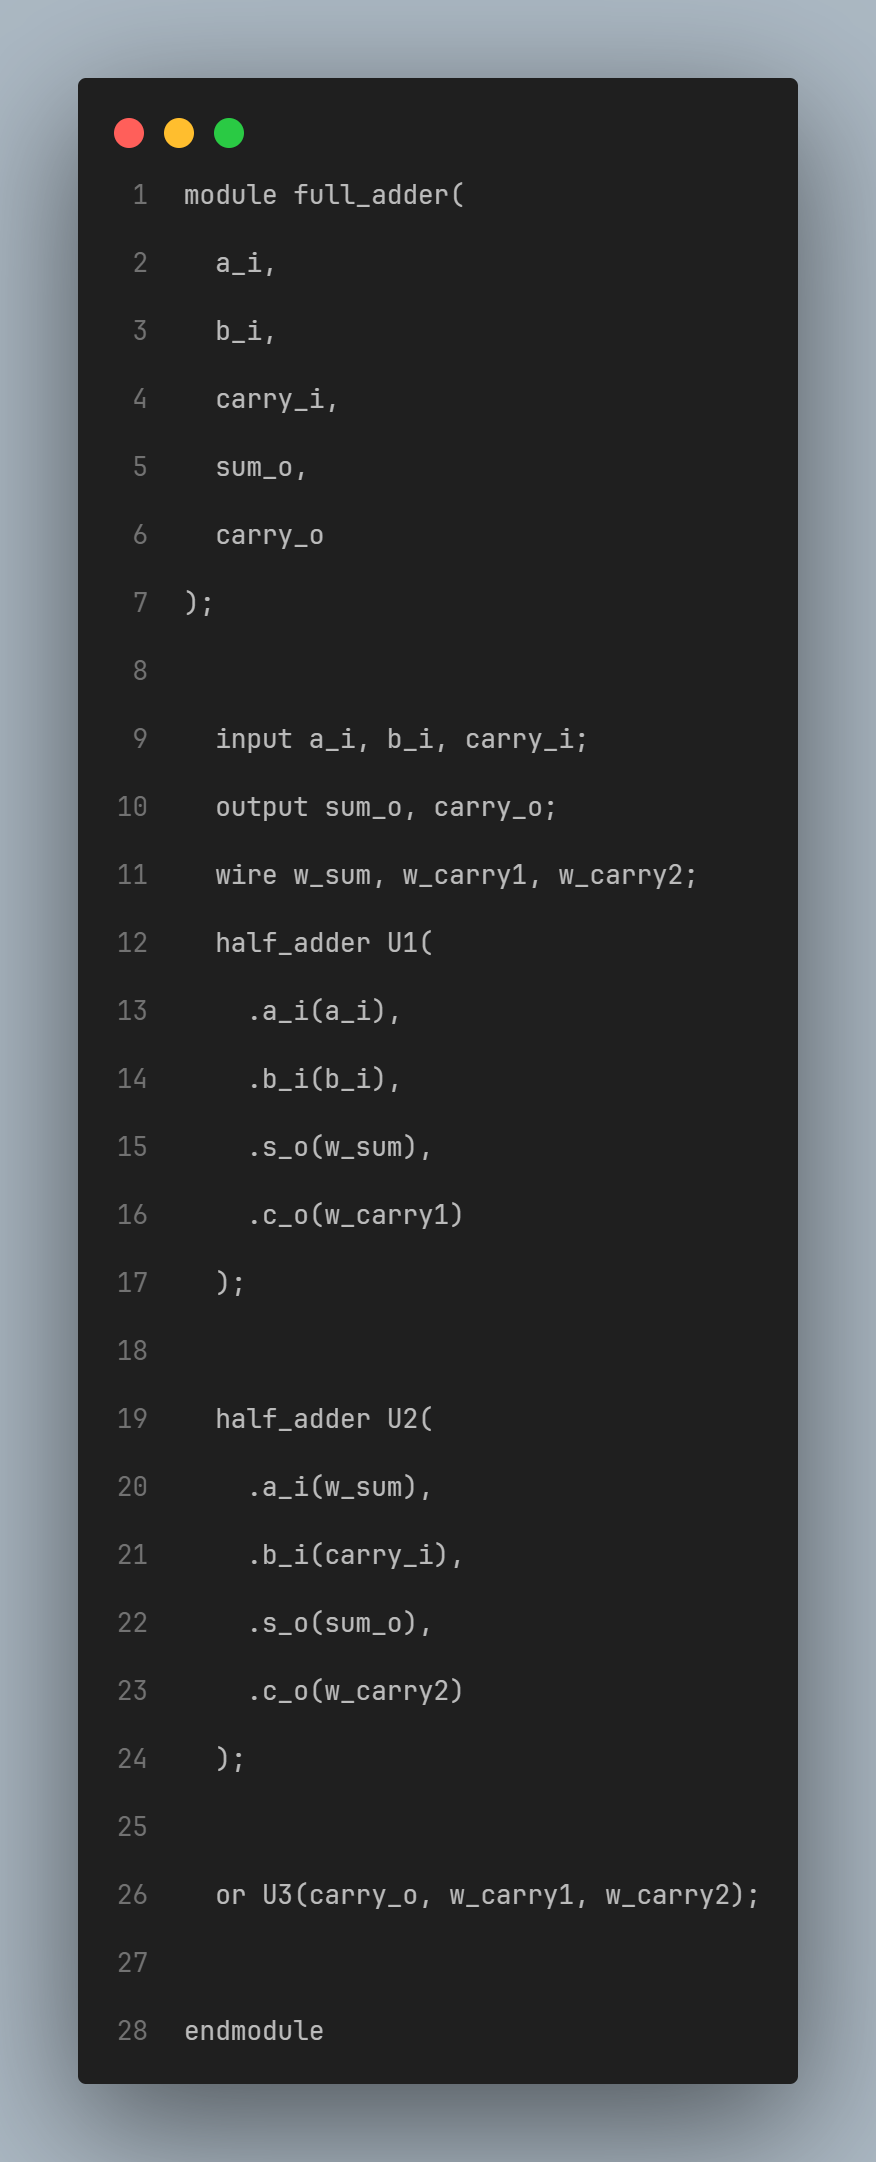 1 module full_adder(
2   a_i,
3   b_i,
4   carry_i,
5   sum_o,
6   carry_o
7 );
8
9   input a_i, b_i, carry_i;
10   output sum_o, carry_o;
11   wire w_sum, w_carry1, w_carry2;
12   half_adder U1(
13     .a_i(a_i),
14     .b_i(b_i),
15     .s_o(w_sum),
16     .c_o(w_carry1)
17   );
18
19   half_adder U2(
20     .a_i(w_sum),
21     .b_i(carry_i),
22     .s_o(sum_o),
23     .c_o(w_carry2)
24   );
25
26   or U3(carry_o, w_carry1, w_carry2);
27
28 endmodule